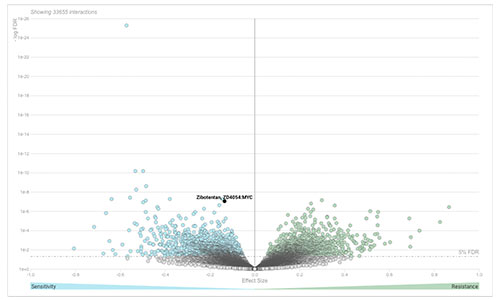 Showing 33655 interactions
-log FDR
1e-26
1e-24
1e-22
1e-20
1e-18
1e-16
1e-14
1e-12
1e-10
1e-8
Zibotentan, ZD4054:MYC
1e-6
1e-4
1e-2
5% FDR
1e+0
-1.0 -0.8 -0.6 -0.4 -0.2 0.0 0.2 0.4 0.6 0.8 1.0
Effect Size
Sensitivity Resistance